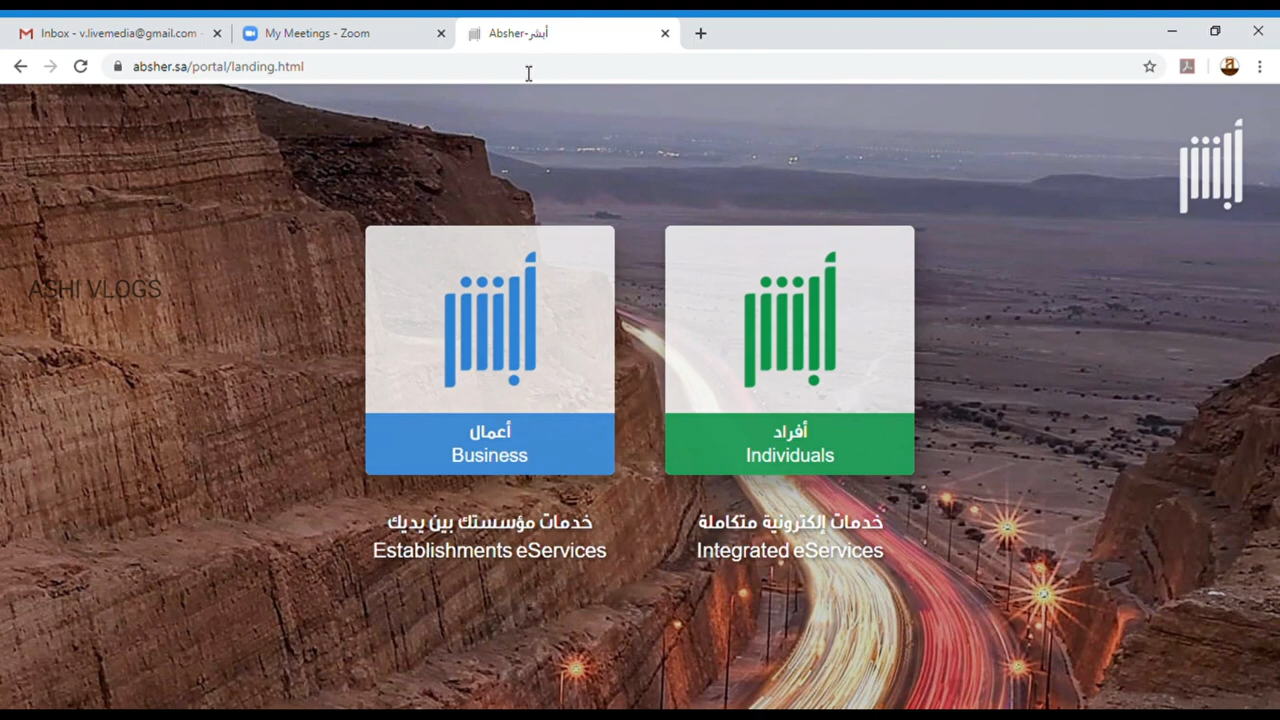 Inbox - v.livemedia@gmail.com -
My Meetings - Zoom
Absher-أبشر
absher.sa/portal/landing.html
أبشر
ASHI VLOGS
أبشر
أعمال
Business
خدمات مؤسستك بين يديك
Establishments eServices
أبشر
أفراد
Individuals
خدمات إلكترونية متكاملة
Integrated eServices